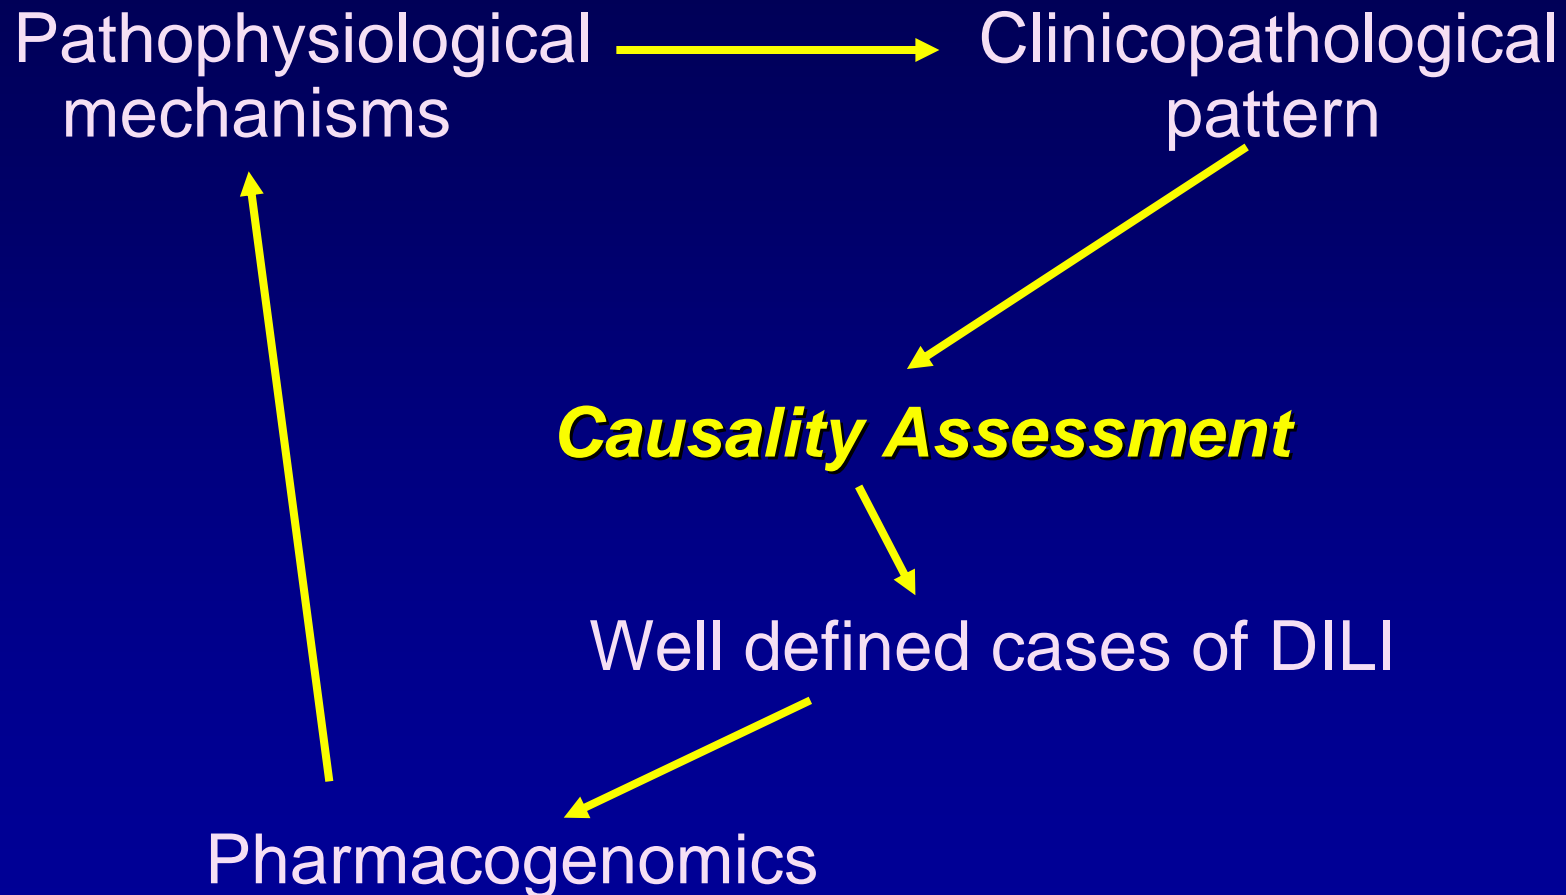 Pathophysiological
mechanisms
Clinicopathological
pattern
Causality Assessment
Well defined cases of DILI
Pharmacogenomics